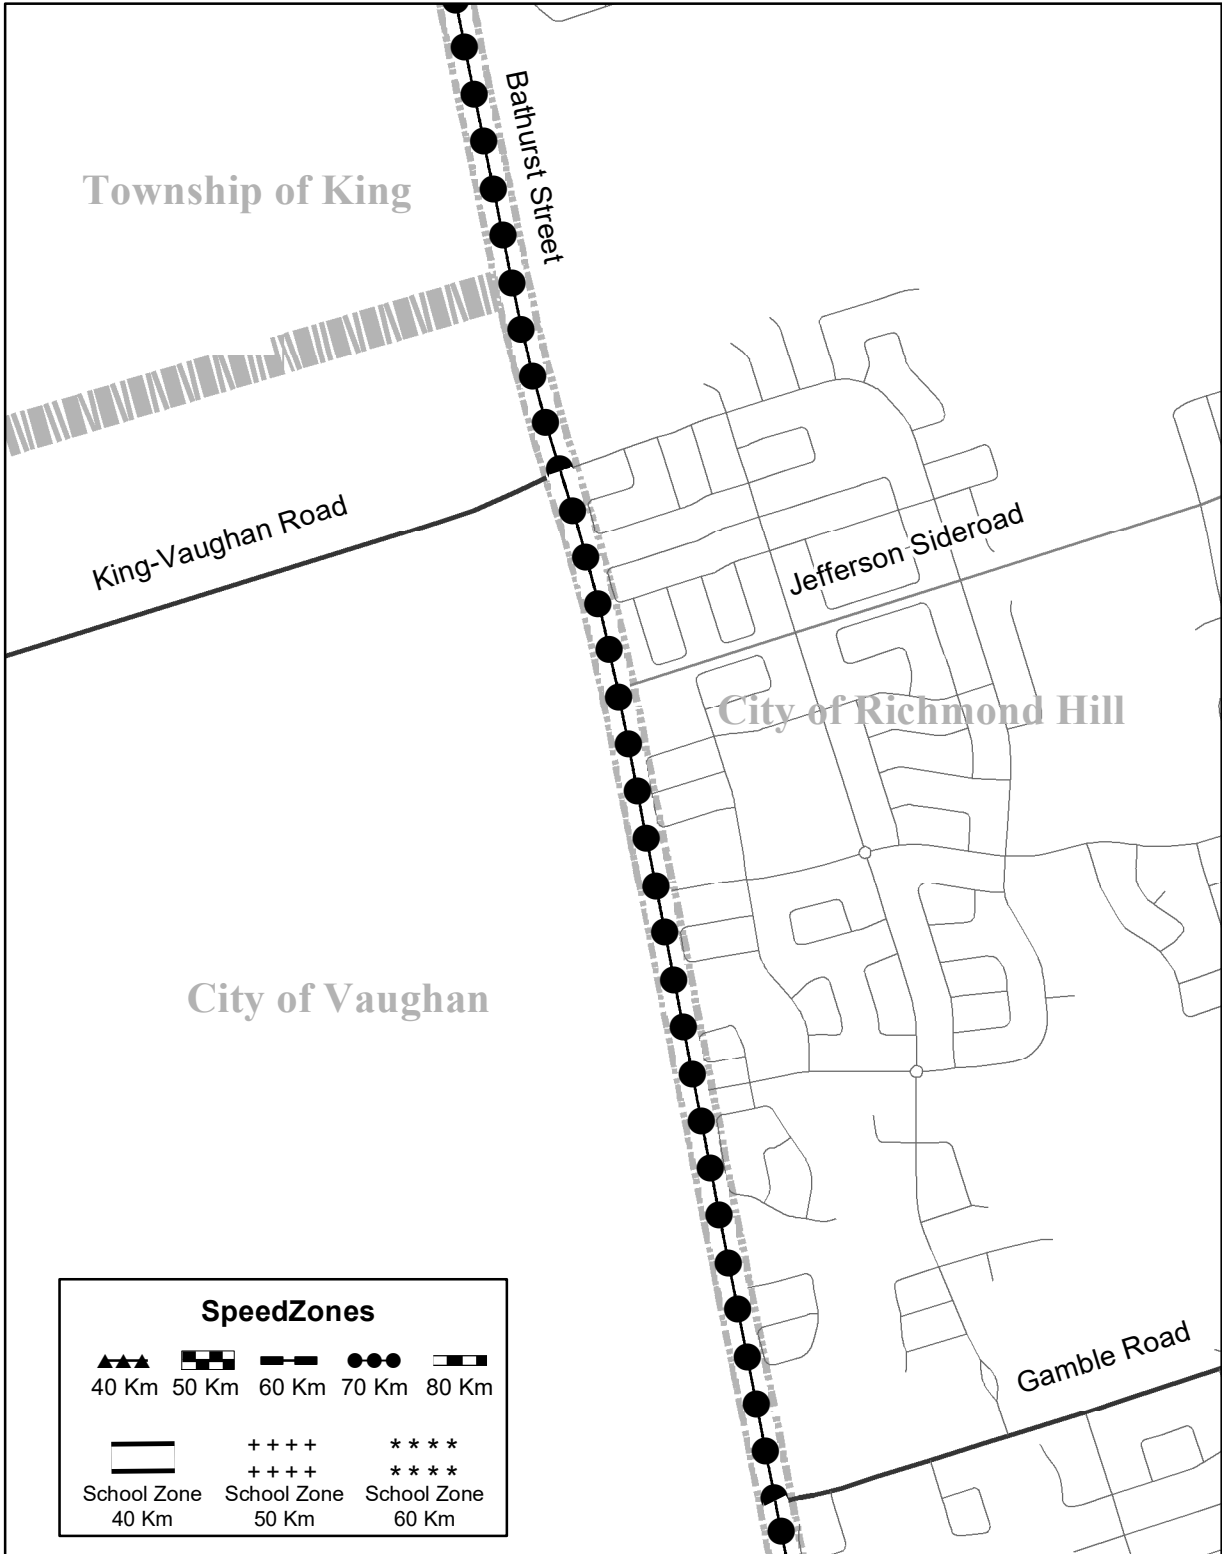 Bathurst Street
Township of King
King-Vaughan Road
Jefferson Sideroad
City of Richmond Hill
City of Vaughan
Gamble Road
SpeedZones
40 Km 50 Km 60 Km 70 Km 80 Km
School Zone School Zone School Zone
40 Km 50 Km 60 Km